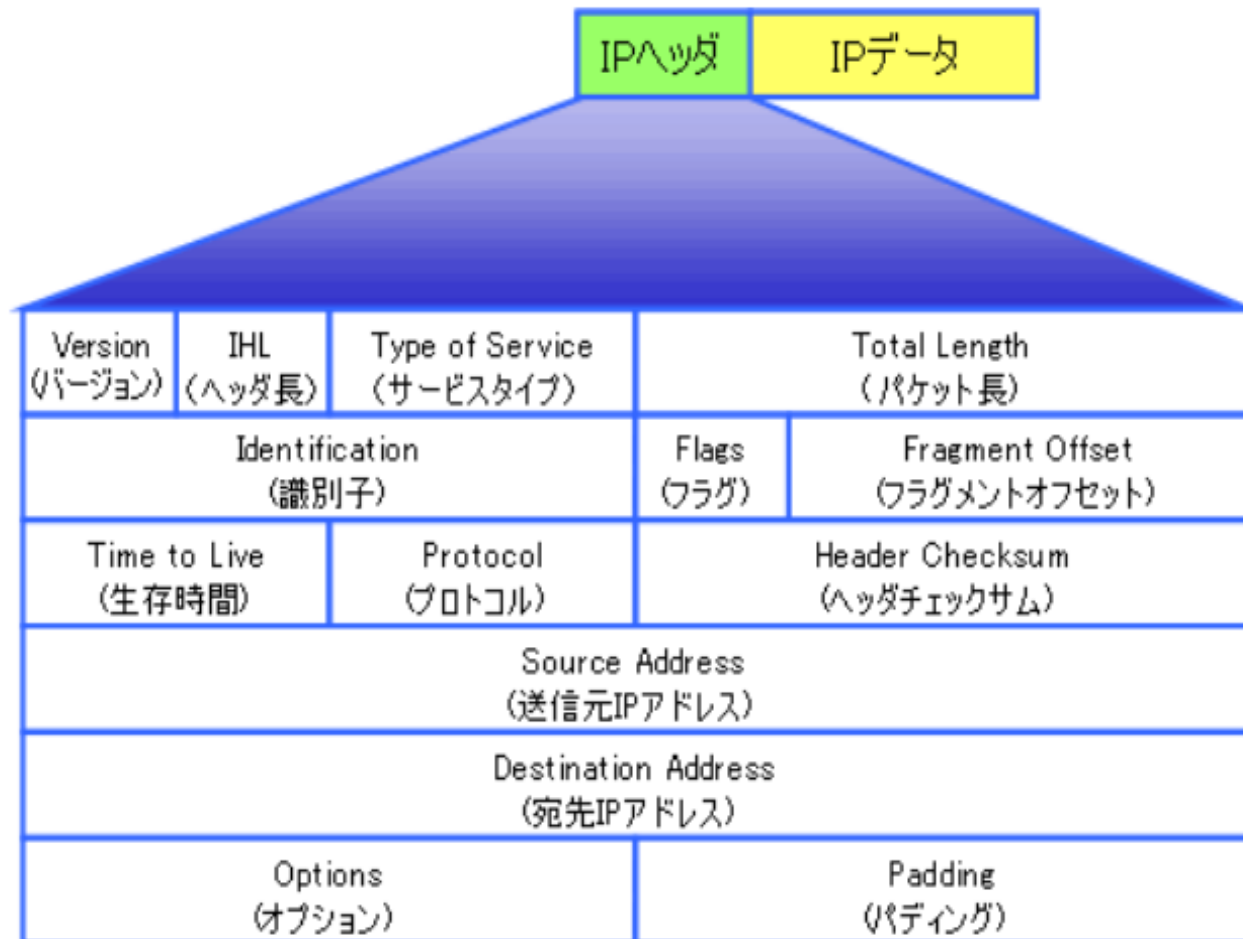 IPヘッダ
IPデータ
Version
(バージョン)
IHL
(ヘッダ長)
Type of Service
(サービスタイプ)
Total Length
(パケット長)
Identification
(識別子)
Flags
(フラグ)
Fragment Offset
(フラグメントオフセット)
Time to Live
(生存時間)
Protocol
(プロトコル)
Header Checksum
(ヘッダチェックサム)
Source Address
(送信元IPアドレス)
Destination Address
(宛先IPアドレス)
Options
(オプション)
Padding
(パディング)